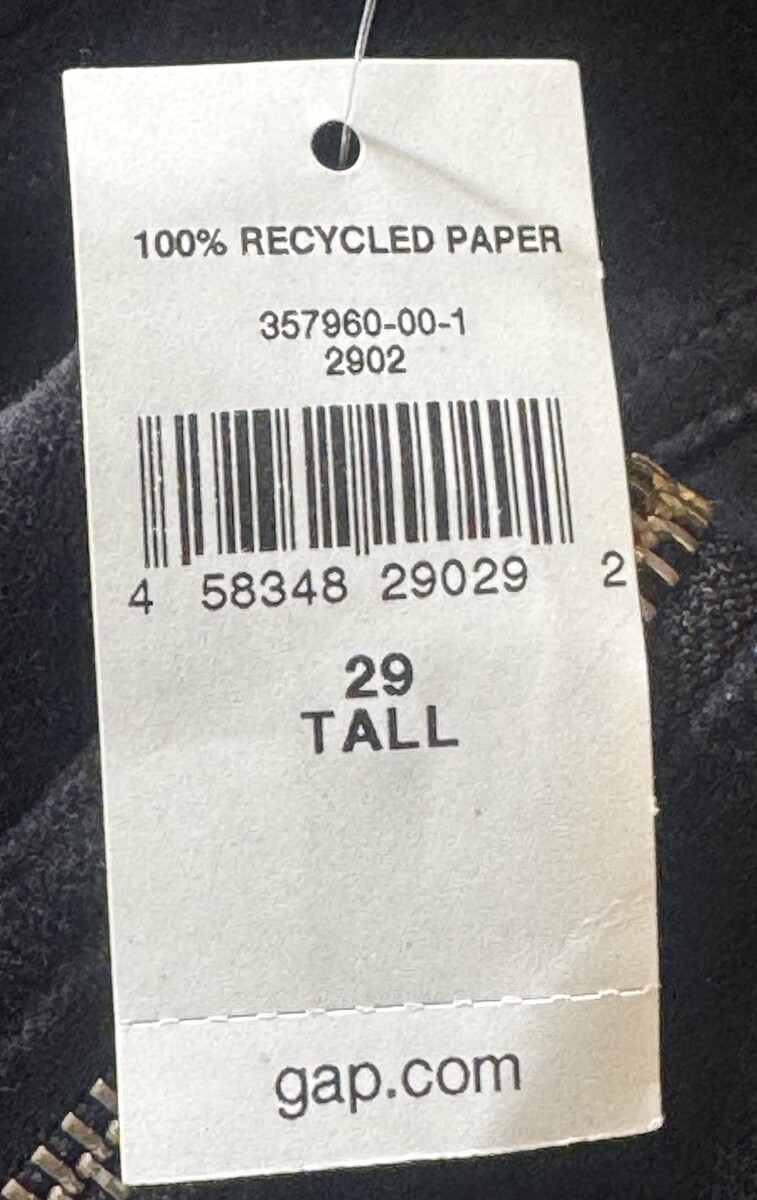 100% RECYCLED PAPER
357960-00-1
2902
4 58348 29029 2
29
TALL
gap.com